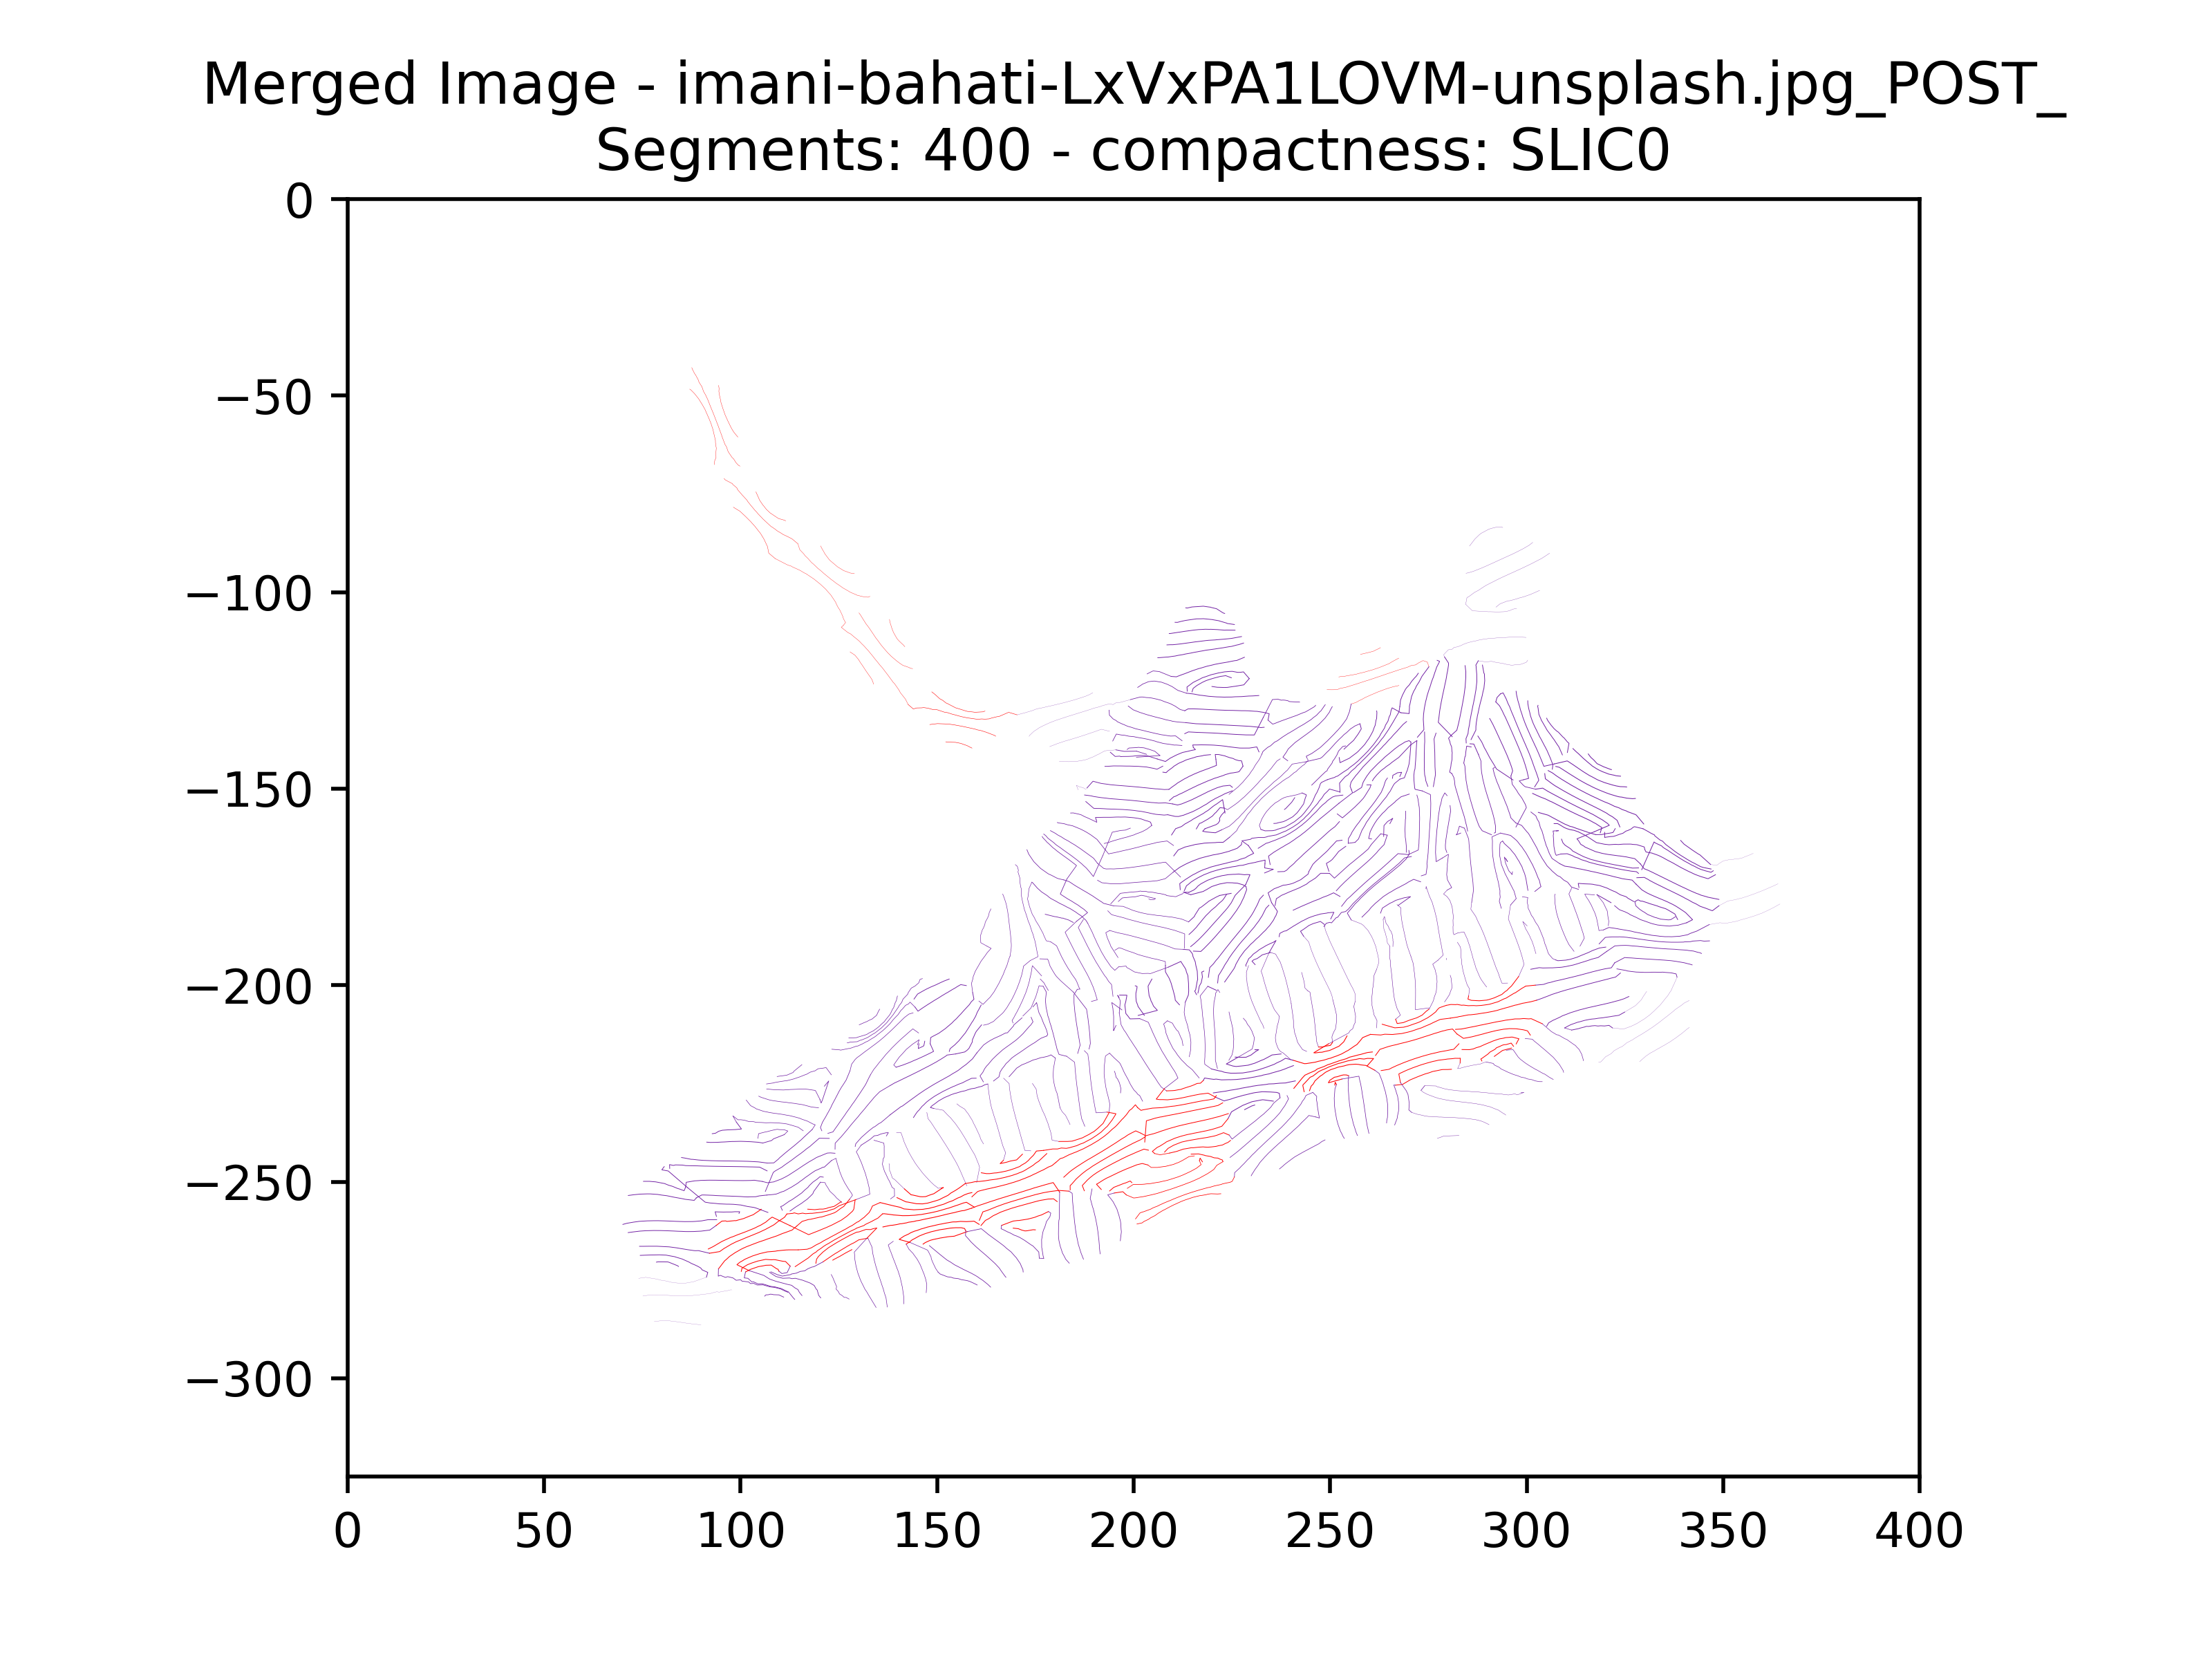 Merged Image - imani-bahati-LxVxPA1LOVM-unsplash.jpg_POST_
Segments: 400 - compactness: SLIC0
0
−50
−100
−150
−200
−250
−300
0 50 100 150 200 250 300 350 400